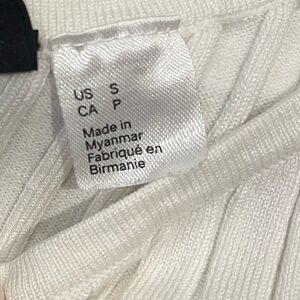 US S
CA P
Made in
Myanmar
Fabriqué en
Birmanie